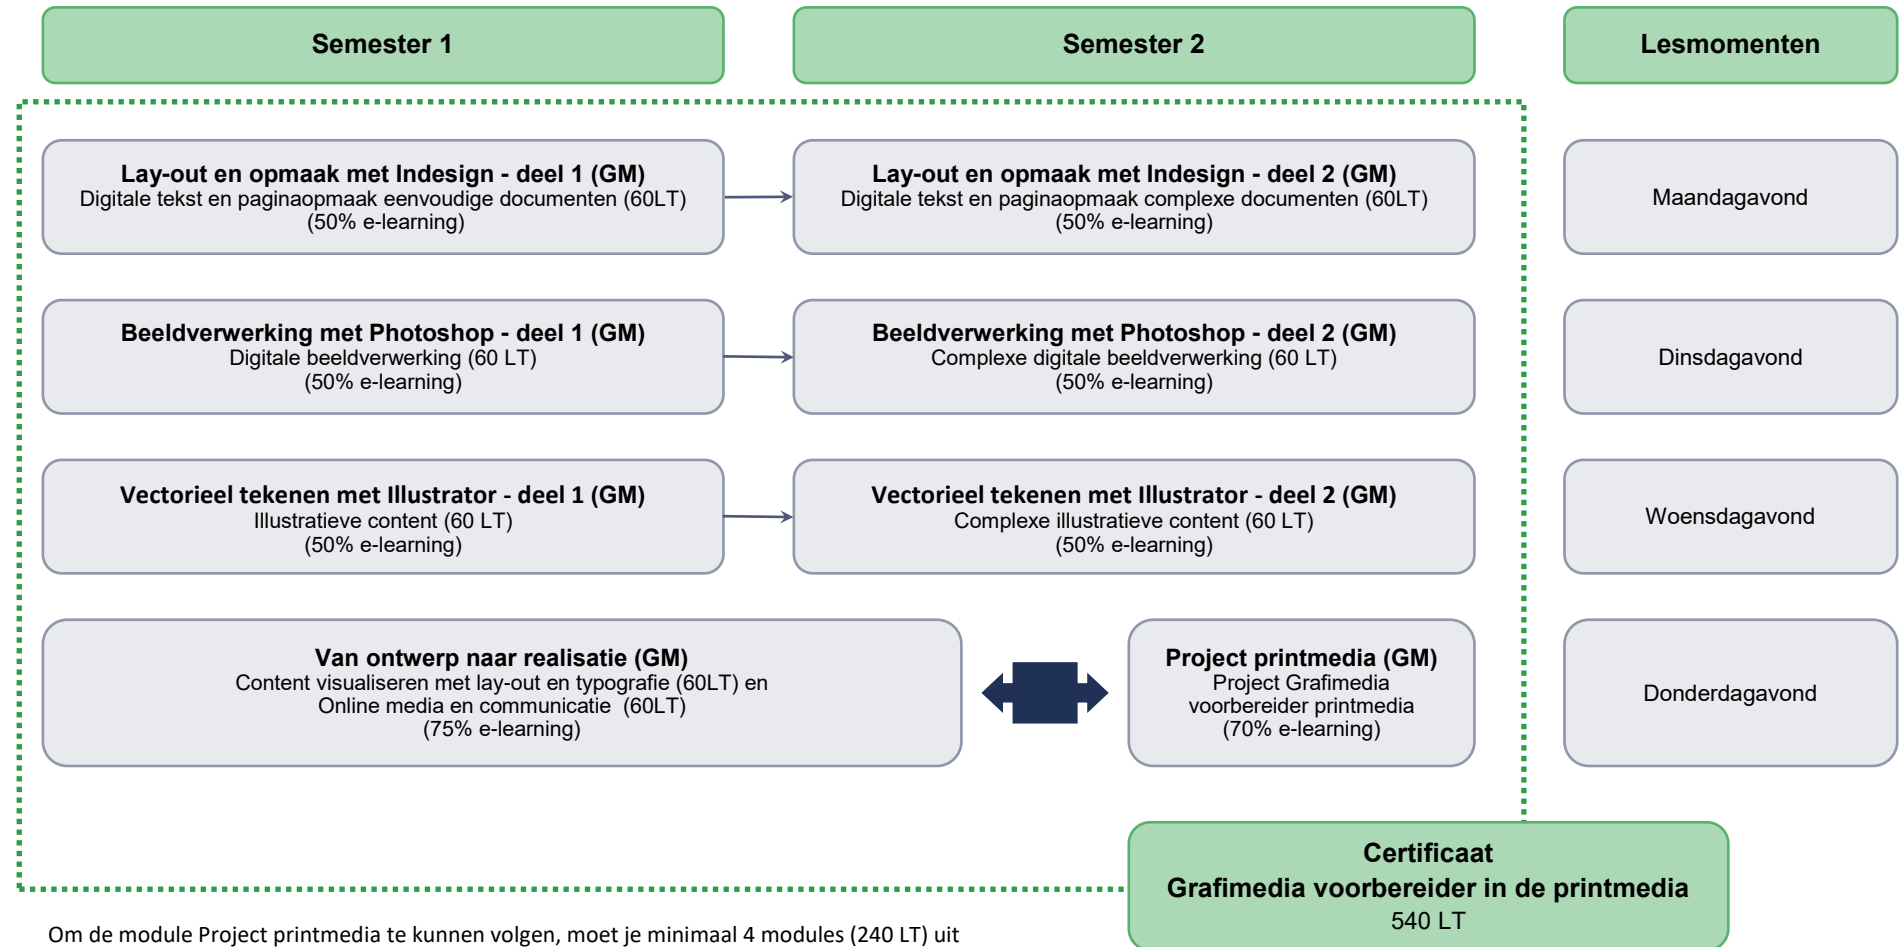 Semester 1
Semester 2
Lesmomenten
Lay-out en opmaak met Indesign - deel 1 (GM)
Digitale tekst en paginaopmaak eenvoudige documenten (60LT)
(50% e-learning)
Lay-out en opmaak met Indesign - deel 2 (GM)
Digitale tekst en paginaopmaak complexe documenten (60LT)
(50% e-learning)
Maandagavond
Beeldverwerking met Photoshop - deel 1 (GM)
Digitale beeldverwerking (60 LT)
(50% e-learning)
Beeldverwerking met Photoshop - deel 2 (GM)
Complexe digitale beeldverwerking (60 LT)
(50% e-learning)
Dinsdagavond
Vectorieel tekenen met Illustrator - deel 1 (GM)
Illustratieve content (60 LT)
(50% e-learning)
Vectorieel tekenen met Illustrator - deel 2 (GM)
Complexe illustratieve content (60 LT)
(50% e-learning)
Woensdagavond
Van ontwerp naar realisatie (GM)
Content visualiseren met lay-out en typografie (60LT) en
Online media en communicatie (60LT)
(75% e-learning)
Project printmedia (GM)
Project Grafimedia
voorbereider printmedia
(70% e-learning)
Donderdagavond
Certificaat
Grafimedia voorbereider in de printmedia
540 LT
Om de module Project printmedia te kunnen volgen, moet je minimaal 4 modules (240 LT) uit